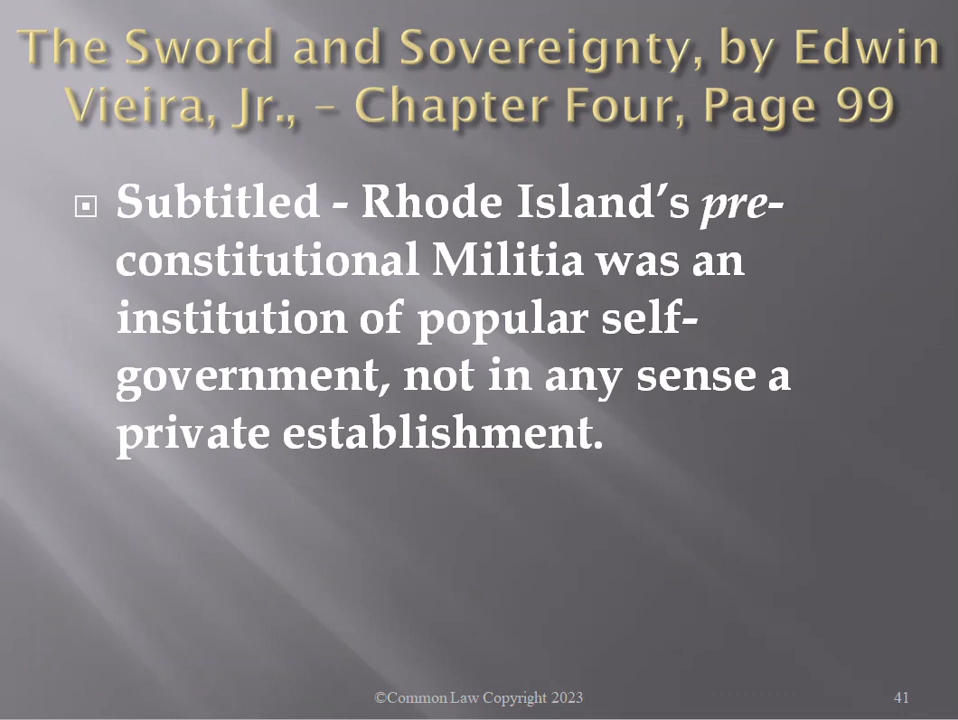 The Sword and Sovereignty, by Edwin
Vieira, Jr., – Chapter Four, Page 99
Subtitled - Rhode Island’s pre-
constitutional Militia was an
institution of popular self-
government, not in any sense a
private establishment.
©Common Law Copyright 2023
41